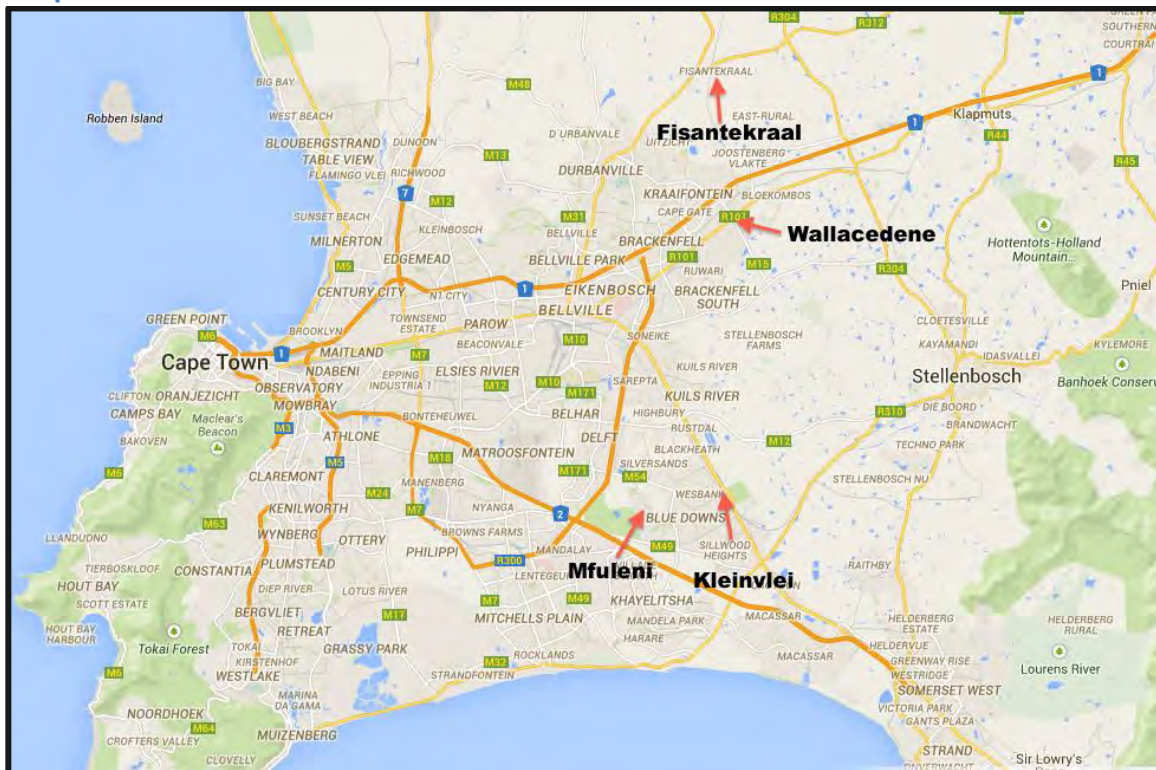 R304
R312
GREEN PA
SOUTHERN
COURTRAI
BIG BAY
M48
FISANTEKRAAL
1
Klapmuts
Robben Island
WEST BEACH
Fisantekraal
EAST-RURAL
1
D'URBANVALE
UITZICHT
BLOUBERGSTRAND
DUNOON
R44
TABLE VIEW
M13
JOOSTENBERG
VLAKTE
R45
FLAMINGO VLEI
RICHWOOD
DURBANVILLE
7
KRAAIFONTEIN
BLOEKOMBOS
M12
SUNSET BEACH
M31
CAPE GATE
R101
KLEINBOSCH
BELLVILLE
Wallacedene
MILNERTON
BRACKENFELL
Hottentots-Holland
Mountain...
M5
EDGEMEAD
BELLVILLE PARK
R101
M15
RUWARI
R304
CENTURY CITY
N1 CITY
1
EIKENBOSCH
BRACKENFELL
SOUTH
Pniel
GREEN POINT
TOWNSEND
ESTATE
BELLVILLE
CLOETESVILLE
M6
BROOKLYN
PAROW
SONEIKE
STELLENBOSCH
FARMS
KAYAMANDI
KYLEMORE
Cape Town
1
MAITLAND
M7
BEACONVALE
M10
IDASVALLEI
NDABENI
EPPING
INDUSTRIA 1
ELSIES RIVER
KUILS RIVER
Stellenbosch
Banhoek Conserv
CLIFTON
ORANJEZICHT
OBSERVATORY
M12
M10
SAREPTA
CAMPS BAY
MOWBRAY
M171
KUILS RIVER
Maclear's
Beacon
BONTEHEUWEL
BELHAR
HIGHBURY
R310
DIE BOORD
BAKOVEN
M3
RUSTDAL
BRANDWACHT
ATHLONE
DELFT
M12
M5
M18
MATROOSFONTEIN
BLACKHEATH
TECHNO PARK
M6
CLAREMONT
M171
SILVERSANDS
MANENBERG
M54
STELLENBOSCH NU
M24
WESBANK
KENILWORTH
M7
NYANGA
2
BLUE DOWNS
M63
LLANDUDNO
WYNBERG
OTTERY
BROWNS FARMS
PHILIPPI
MANDALAY
M49
SILLWOOD
HEIGHTS
TIERBOSKLOOF
CONSTANTIA
PLUMSTEAD
R300
RAITHBY
HOUT BAY
LENTEGEUR
Mfuleni
Kleinvlei
DIEP RIVER
LOTUS RIVER
SCOTT ESTATE
M7
M49
KHAYELITSHA
BERGVLIET
M17
MITCHELLS PLAIN
MANDELA PARK
MACASSAR
HELDERBERG
ESTATE
HELDERBERG
RURAL
HOUT BAY
HARBOUR
RETREAT
HARARE
TOKAI
Tokai Forest
GRASSY PARK
HELDERVUE
KIRSTENHOF
ROCKLANDS
MACASSAR
GREENWAY RISE
M6
WESTLAKE
M32
STRANDFONTEIN
WESTRIDGE
Lourens River
SOMERSET WEST
MARINA
DA GAMA
VICTORIA PARK
NOORDHOEK
GANTS PLAZA
M64
MUIZENBERG
CROFTERS VALLEY
STRAND
CLOVELLY
Sir Lowry's